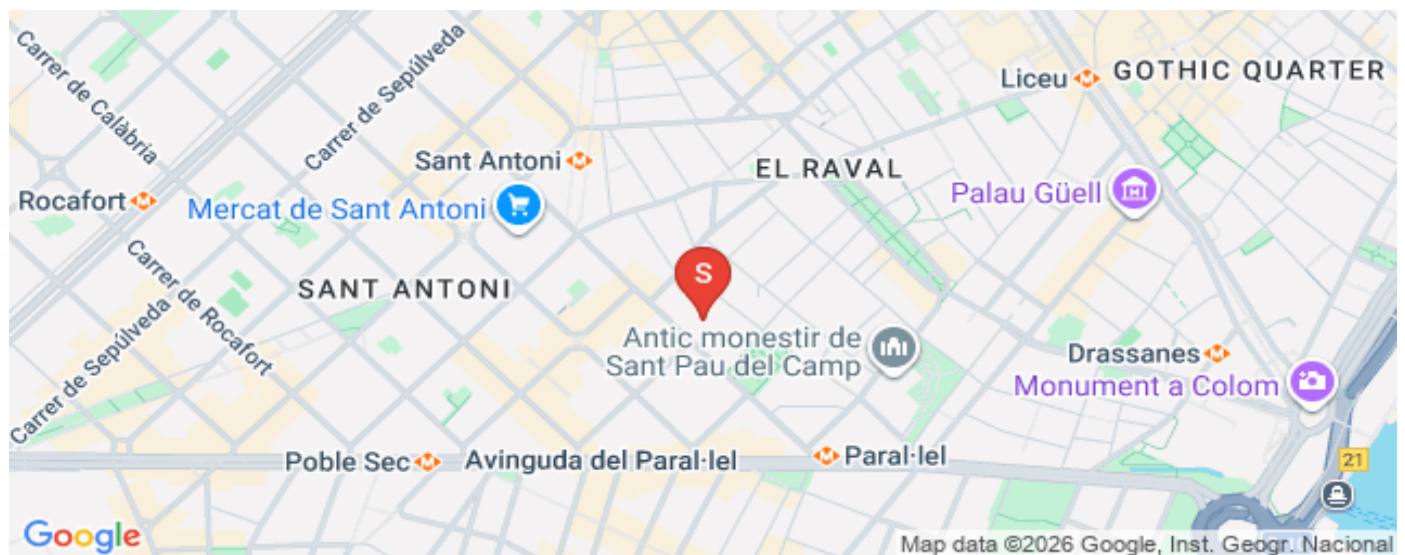 Carrer de Calàbria
Carrer de Sepúlveda
Liceu
GOTHIC QUARTER
Sant Antoni
EL RAVAL
Rocafort
Mercat de Sant Antoni
Palau Güell
Carrer de Rocafort
SANT ANTONI
S
Carrer de Sepúlveda
Antic monestir de
Sant Pau del Camp
Drassanes
Monument a Colom
Poble Sec
Avinguda del Paral·lel
Paral·lel
21
Google
Map data ©2026 Google, Inst. Geogr. Nacional